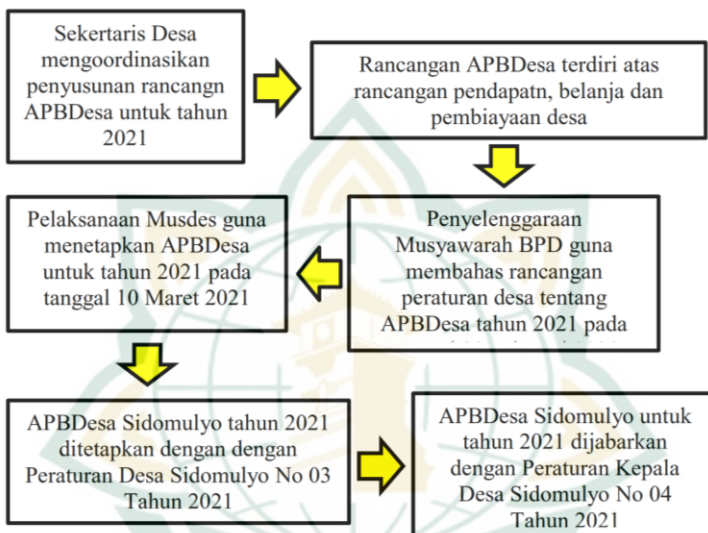 Sekertaris Desa
mengoordinasikan
penyusunan rancangn
APBDesa untuk tahun
2021
Rancangan APBDesa terdiri atas
rancangan pendapatn, belanja dan
pembiayaan desa
Penyelenggaraan
Musyawarah BPD guna
membahas rancangan
peraturan desa tentang
APBDesa tahun 2021 pada
Pelaksanaan Musdes guna
menetapkan APBDesa
untuk tahun 2021 pada
tanggal 10 Maret 2021
APBDesa Sidomulyo tahun 2021
ditetapkan dengan dengan
Peraturan Desa Sidomulyo No 03
Tahun 2021
APBDesa Sidomulyo untuk
tahun 2021 dijabarkan
dengan Peraturan Kepala
Desa Sidomulyo No 04
Tahun 2021